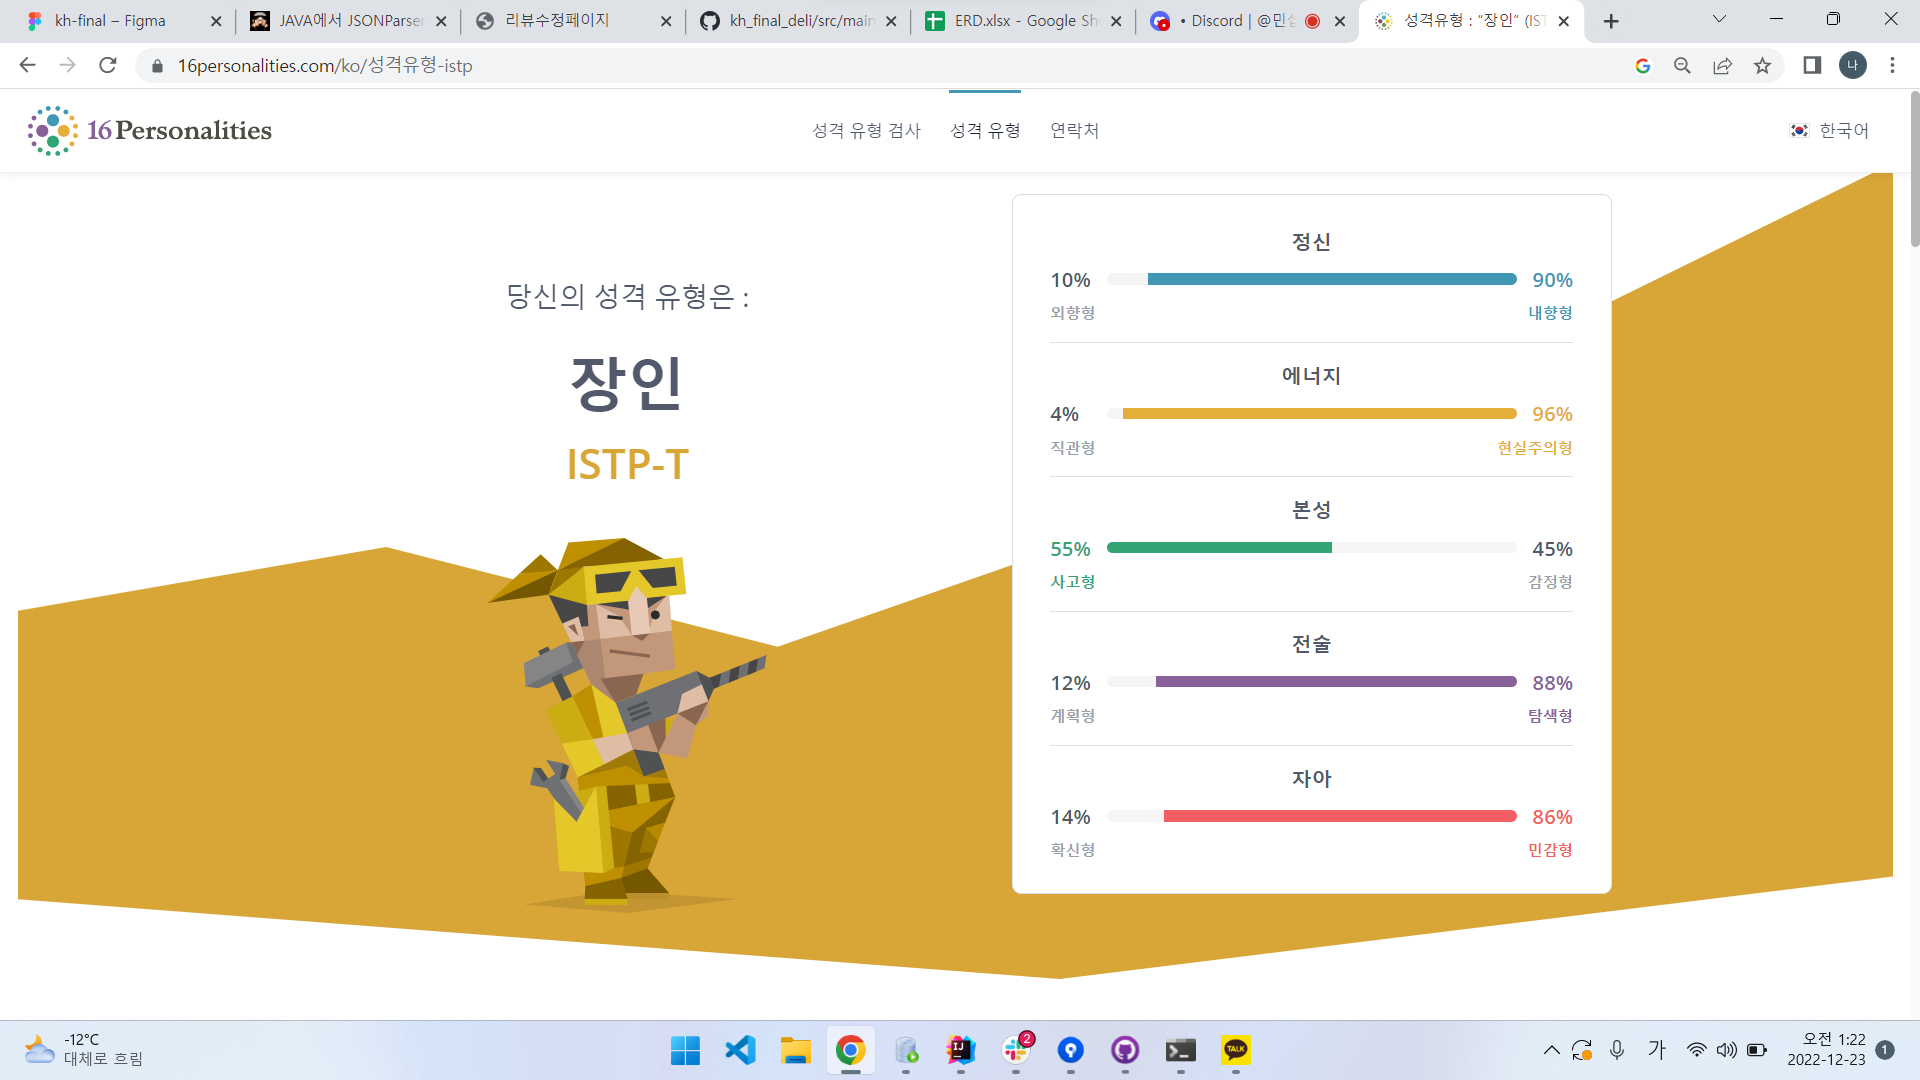 kh-final – Figma
JAVA에서 JSONParser
리뷰수정페이지
kh_final_deli/src/main
ERD.xlsx - Google She
• Discord | @민섭
성격유형 : “장인” (IST
16personalities.com/ko/성격유형-istp
나
16Personalities
성격 유형 검사
성격 유형
연락처
한국어
당신의 성격 유형은 :
장인
ISTP-T
정신
10% 90%
외향형 내향형
에너지
4% 96%
직관형 현실주의형
본성
55% 45%
사고형 감정형
전술
12% 88%
계획형 탐색형
자아
14% 86%
확신형 민감형
-12°C
대체로 흐림
IJ
2
TALK
가
오전 1:22
2022-12-23
1